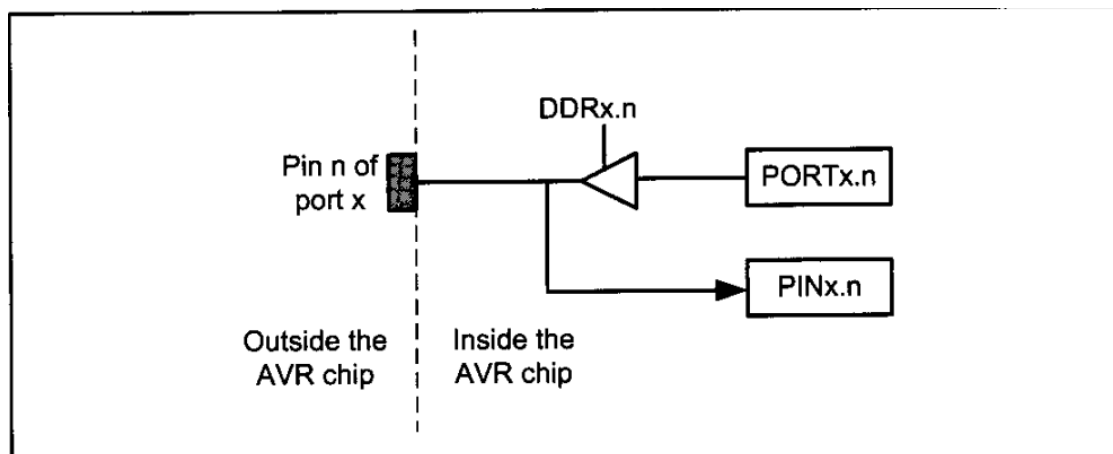 DDRx.n
Pin n of
port x
PORTx.n
PINx.n
Outside the
AVR chip
Inside the
AVR chip